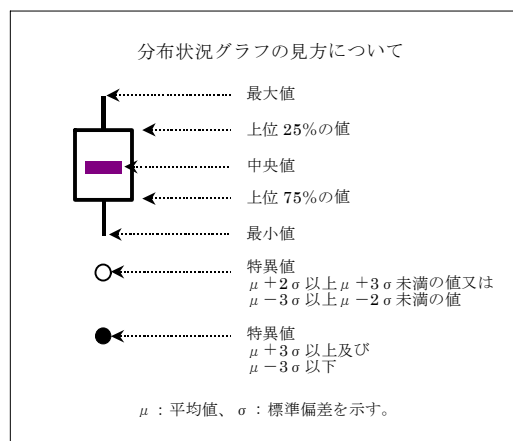 分布状況グラフの見方について
最大値
上位 25%の値
中央値
上位 75%の値
最小値
特異値
μ+2σ以上μ+3σ未満の値又は
μ−3σ以上μ−2σ未満の値
特異値
μ+3σ以上及び
μ−3σ以下
μ：平均値、σ：標準偏差を示す。